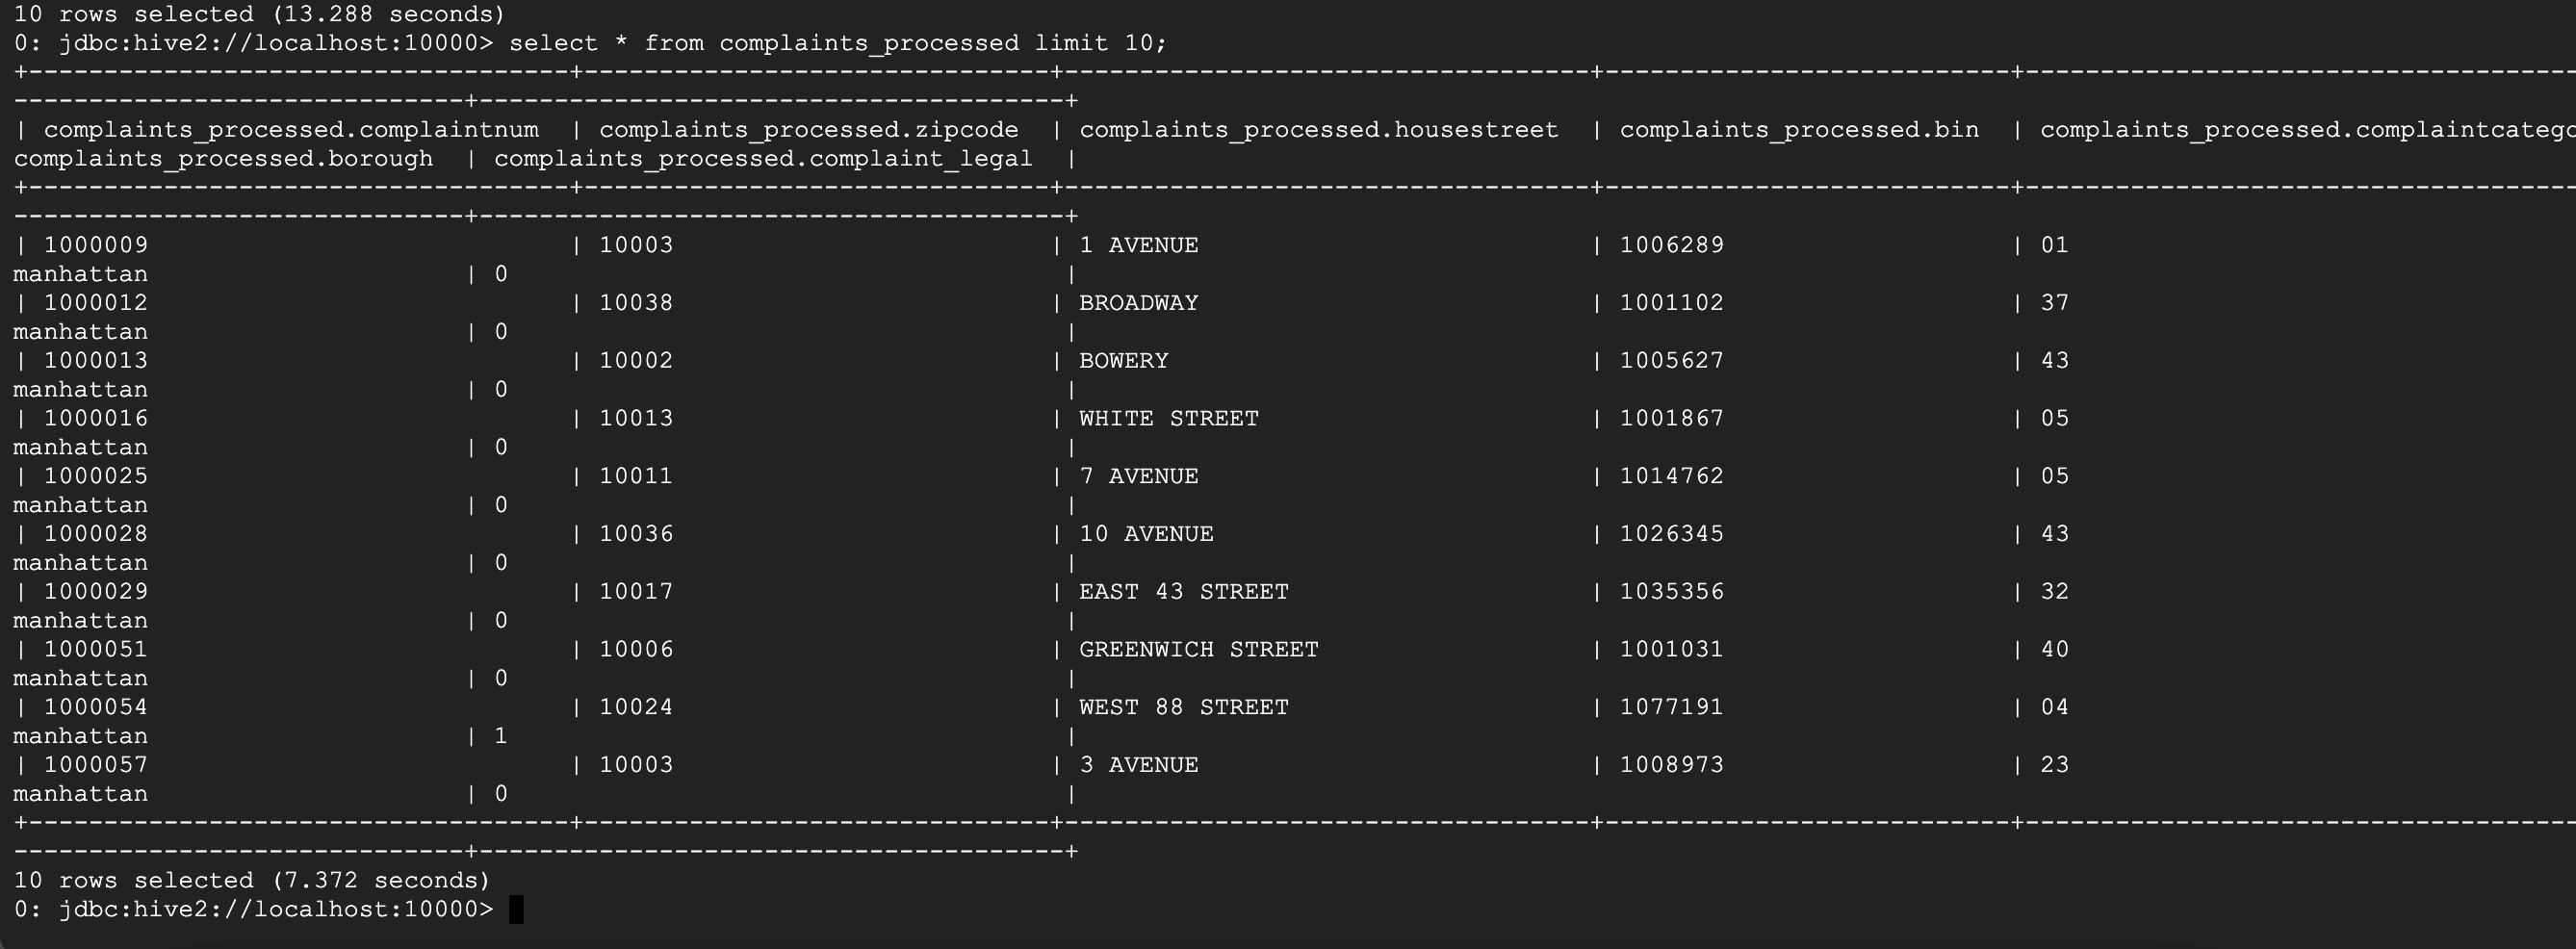 10 rows selected (13.288 seconds)
0: jdbc:hive2://localhost:10000> select * from complaints_processed limit 10;
+------------------------------------+-------------------------------+-----------------------------------+---------------------------+-------------------------------------
------------------------------+---------------------------------------+
| complaints_processed.complaintnum | complaints_processed.zipcode | complaints_processed.housestreet | complaints_processed.bin | complaints_processed.complaintcatego
complaints_processed.borough | complaints_processed.complaint_legal |
+------------------------------------+-------------------------------+-----------------------------------+---------------------------+-------------------------------------
------------------------------+---------------------------------------+
| 1000009 | 10003 | 1 AVENUE | 1006289 | 01
manhattan | 0 |
| 1000012 | 10038 | BROADWAY | 1001102 | 37
manhattan | 0 |
| 1000013 | 10002 | BOWERY | 1005627 | 43
manhattan | 0 |
| 1000016 | 10013 | WHITE STREET | 1001867 | 05
manhattan | 0 |
| 1000025 | 10011 | 7 AVENUE | 1014762 | 05
manhattan | 0 |
| 1000028 | 10036 | 10 AVENUE | 1026345 | 43
manhattan | 0 |
| 1000029 | 10017 | EAST 43 STREET | 1035356 | 32
manhattan | 0 |
| 1000051 | 10006 | GREENWICH STREET | 1001031 | 40
manhattan | 0 |
| 1000054 | 10024 | WEST 88 STREET | 1077191 | 04
manhattan | 1 |
| 1000057 | 10003 | 3 AVENUE | 1008973 | 23
manhattan | 0 |
+------------------------------------+-------------------------------+-----------------------------------+---------------------------+-------------------------------------
------------------------------+---------------------------------------+
10 rows selected (7.372 seconds)
0: jdbc:hive2://localhost:10000>